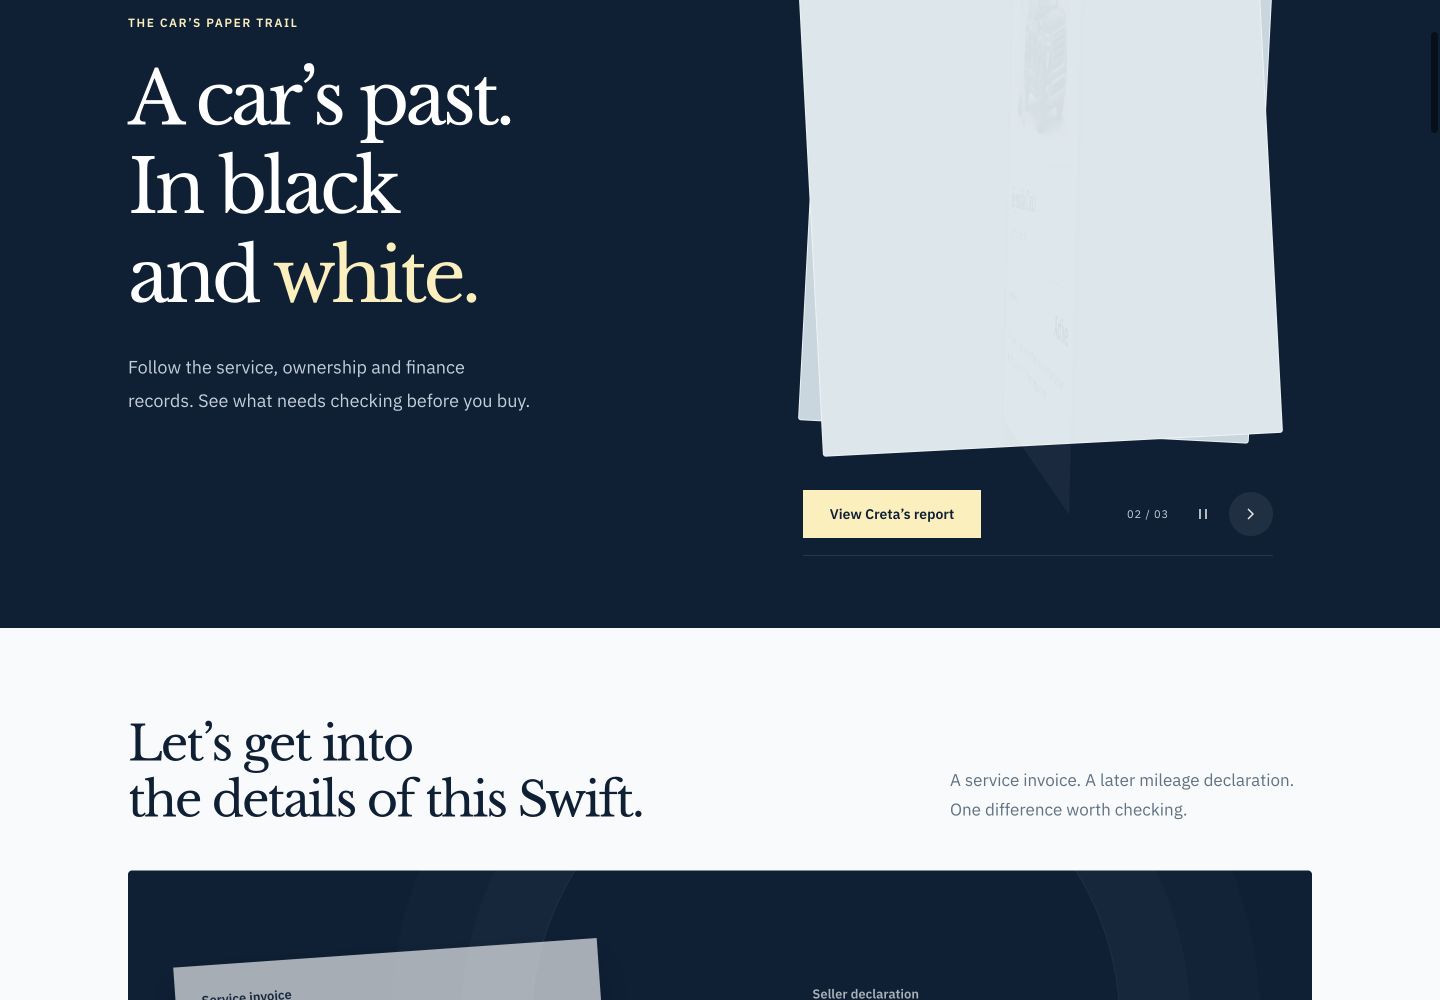 THE CAR’S PAPER TRAIL
A car’s past.
In black
and white.
Follow the service, ownership and finance
records. See what needs checking before you buy.
View Creta’s report
02 / 03
Let’s get into
the details of this Swift.
A service invoice. A later mileage declaration.
One difference worth checking.
Service invoice
Seller declaration